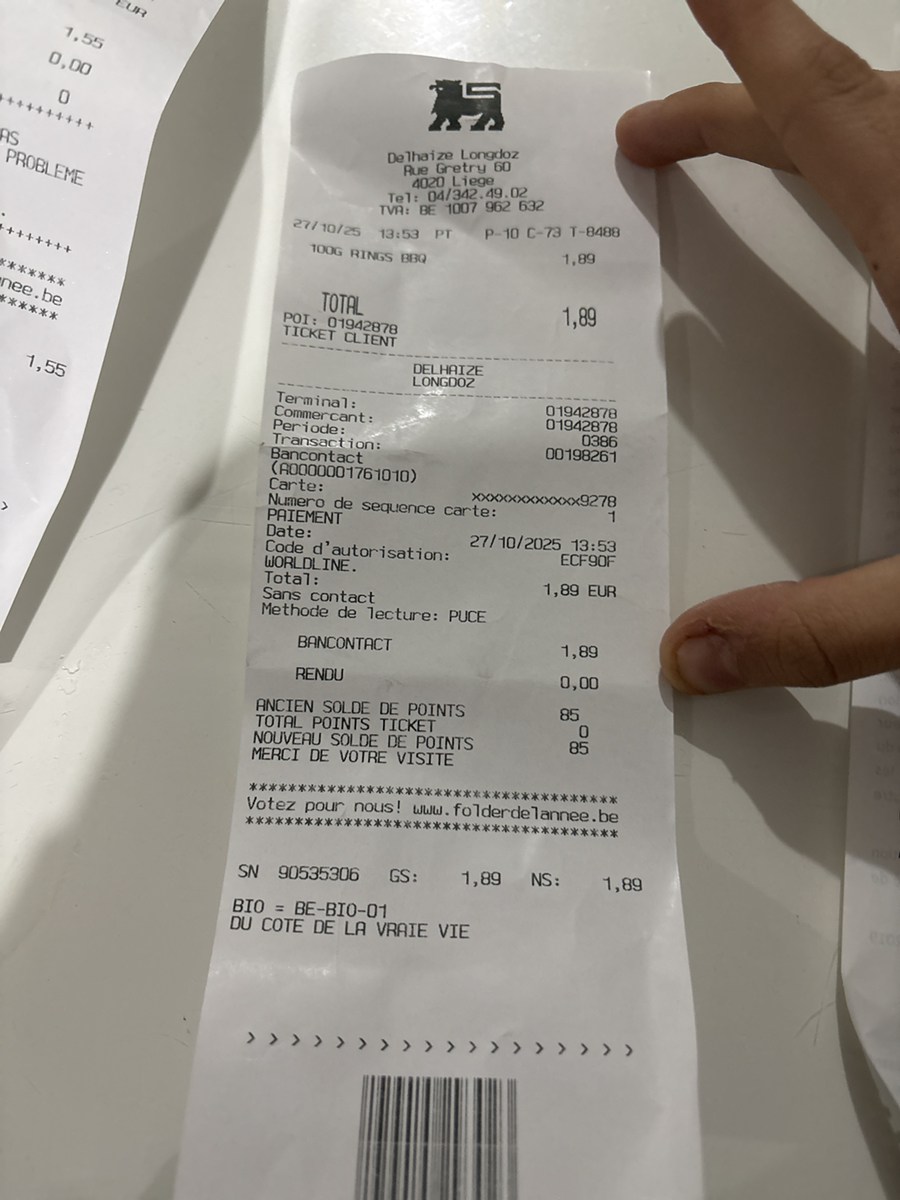 EUR
1,55
0,00
0
++++++++++
PROBLEME
++++++++
*******
nnee.be
******
1,55
Delhaize Longdoz
Rue Gretry 60
4020 Liege
Tel: 04/342.49.02
TVA: BE 1007 962 632
27/10/25 13:53 PT P-10 C-73 T-8488
100G RINGS BBQ 1,89
TOTAL 1,89
POI: 01942878
TICKET CLIENT
DELHAIZE
LONGDOZ
Terminal: 01942878
Commercant: 01942878
Periode: 0386
Transaction: 00198261
Bancontact
(A0000001761010)
Carte: xxxxxxxxxxxxx9278
Numero de sequence carte: 1
PAIEMENT
Date: 27/10/2025 13:53
Code d'autorisation: ECF90F
WORLDLINE.
Total: 1,89 EUR
Sans contact
Methode de lecture: PUCE
BANCONTACT 1,89
RENDU 0,00
ANCIEN SOLDE DE POINTS 85
TOTAL POINTS TICKET 0
NOUVEAU SOLDE DE POINTS 85
MERCI DE VOTRE VISITE
****************************************
Votez pour nous! www.folderdelannee.be
****************************************
SN 90535306 GS: 1,89 NS: 1,89
BIO = BE-BIO-01
DU COTE DE LA VRAIE VIE
› › › › › › › › › › › › › › › › › ›